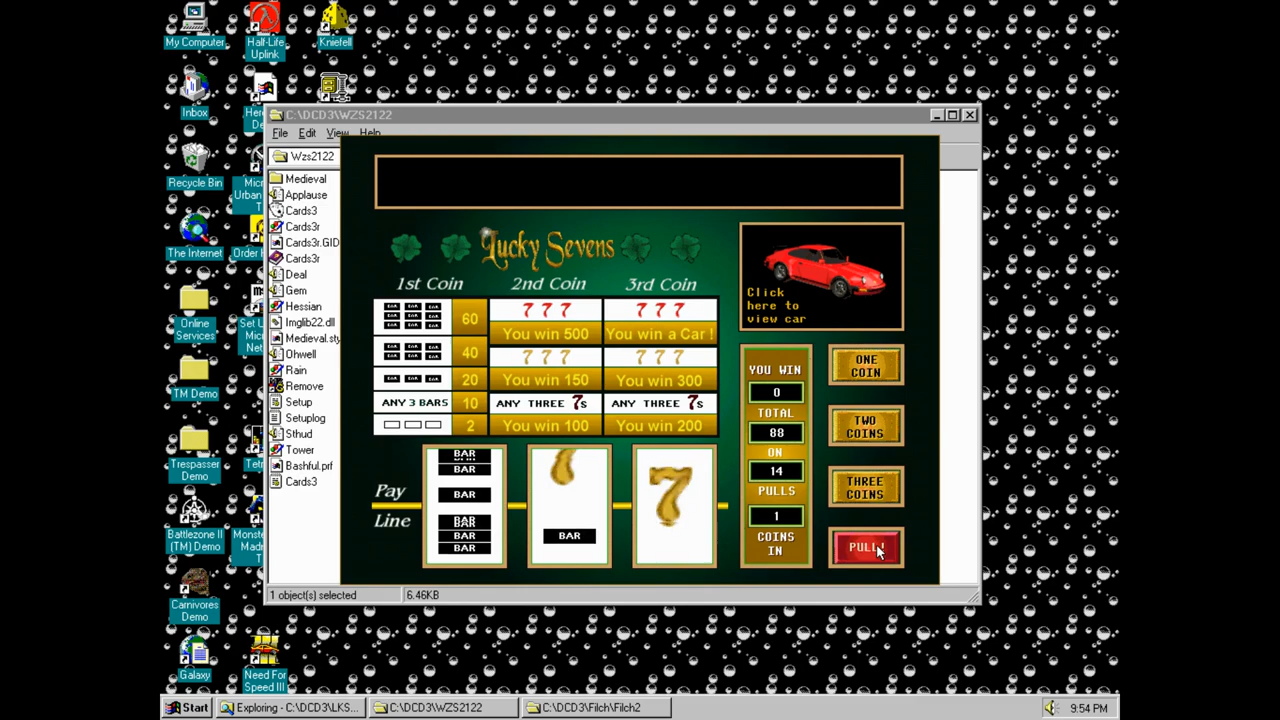 My Computer
Half-Life
Uplink
Kniefell
Inbox
Recycle Bin
The Internet
Online
Services
TM Demo
Trespasser
Demo
Battlezone II
(TM) Demo
Carnivores
Demo
Galaxy
Need For
Speed III
C:\DCD3\WZS2122
File Edit View Help
Wzs2122
Medieval
Applause
Cards3
Cards3r
Cards3r.GID
Cards3r
Deal
Gem
Hessian
Imglib22.dll
Medieval.sty
Ohwell
Rain
Remove
Setup
Setuplog
Sthud
Tower
Bashful.prf
Cards3
1 object(s) selected
6.46KB
Lucky Sevens
1st Coin 2nd Coin 3rd Coin
BAR BAR BAR
60
7 7 7
7 7 7
You win 500
You win a Car !
40
7 7 7
7 7 7
20
You win 150
You win 300
ANY 3 BARS
10
ANY THREE 7s
ANY THREE 7s
2
You win 100
You win 200
Pay
Line
BAR
BAR
BAR
BAR
BAR
BAR
7
BAR
7
Click
here to
view car
YOU WIN
0
TOTAL
88
ON
14
PULLS
1
COINS
IN
ONE
COIN
TWO
COINS
THREE
COINS
PULL!
Start
Exploring - C:\DCD3\LKS...
C:\DCD3\WZS2122
C:\DCD3\Filch\Filch2
9:54 PM